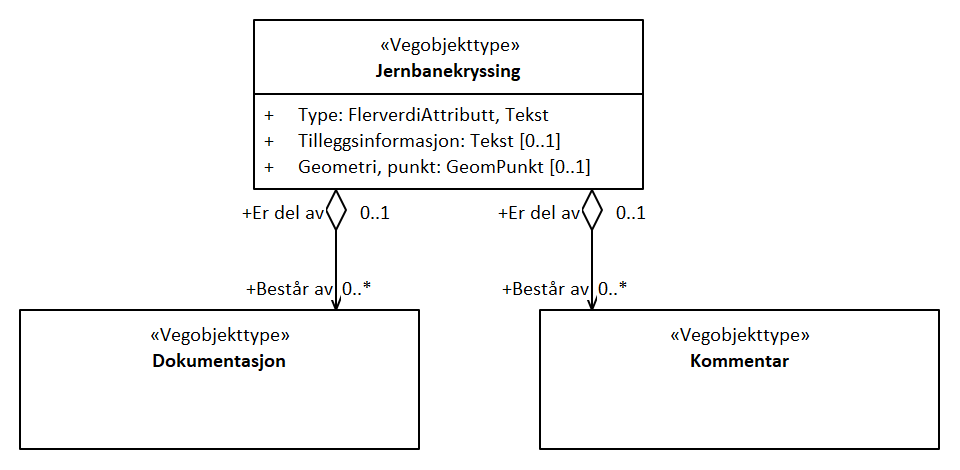 «Vegobjekttype»
Jernbanekryssing
+ Type: FlerverdiAttributt, Tekst
+ Tilleggsinformasjon: Tekst [0..1]
+ Geometri, punkt: GeomPunkt [0..1]
+Er del av 0..1
+Er del av 0..1
+Består av 0..*
+Består av 0..*
«Vegobjekttype»
Dokumentasjon
«Vegobjekttype»
Kommentar